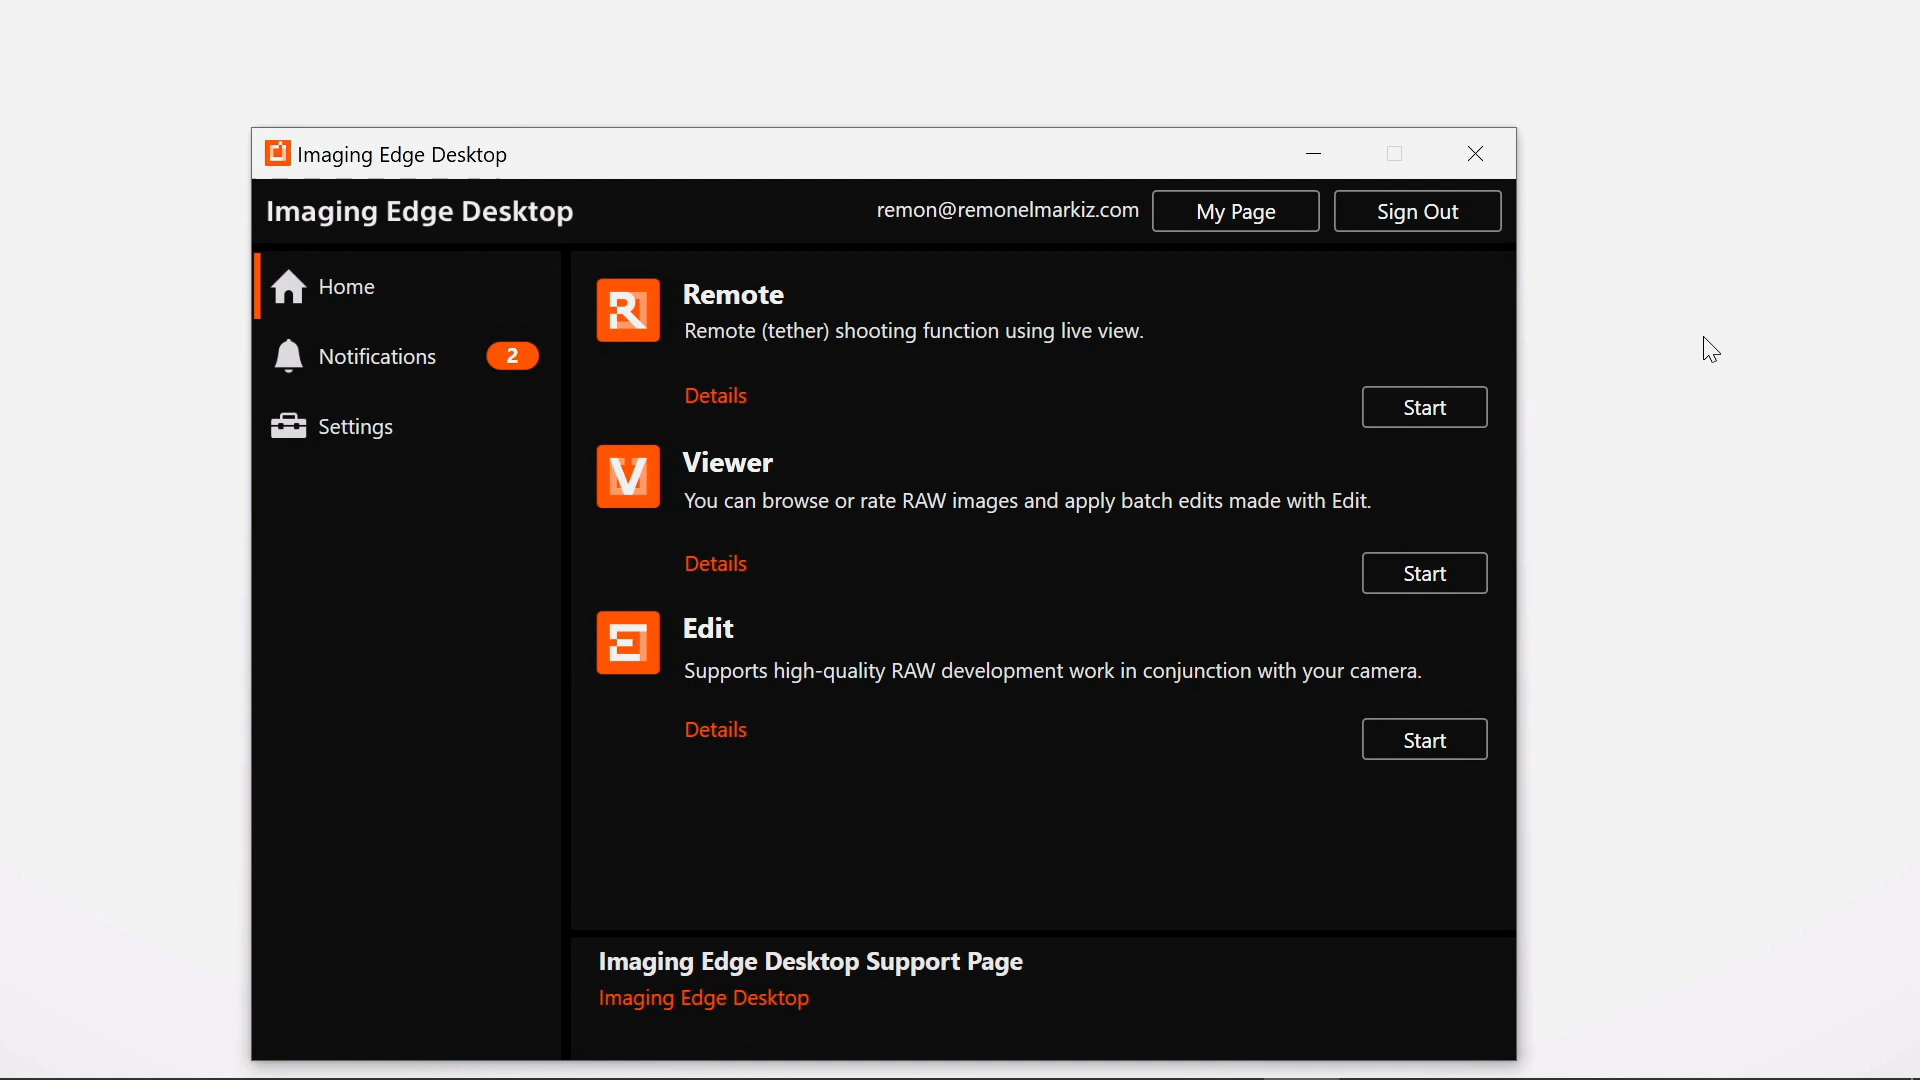 Imaging Edge Desktop
Imaging Edge Desktop
remon@remonelmarkiz.com
My Page
Sign Out
Home
Notifications
2
Settings
R
Remote
Remote (tether) shooting function using live view.
Details
Start
V
Viewer
You can browse or rate RAW images and apply batch edits made with Edit.
Details
Start
E
Edit
Supports high-quality RAW development work in conjunction with your camera.
Details
Start
Imaging Edge Desktop Support Page
Imaging Edge Desktop